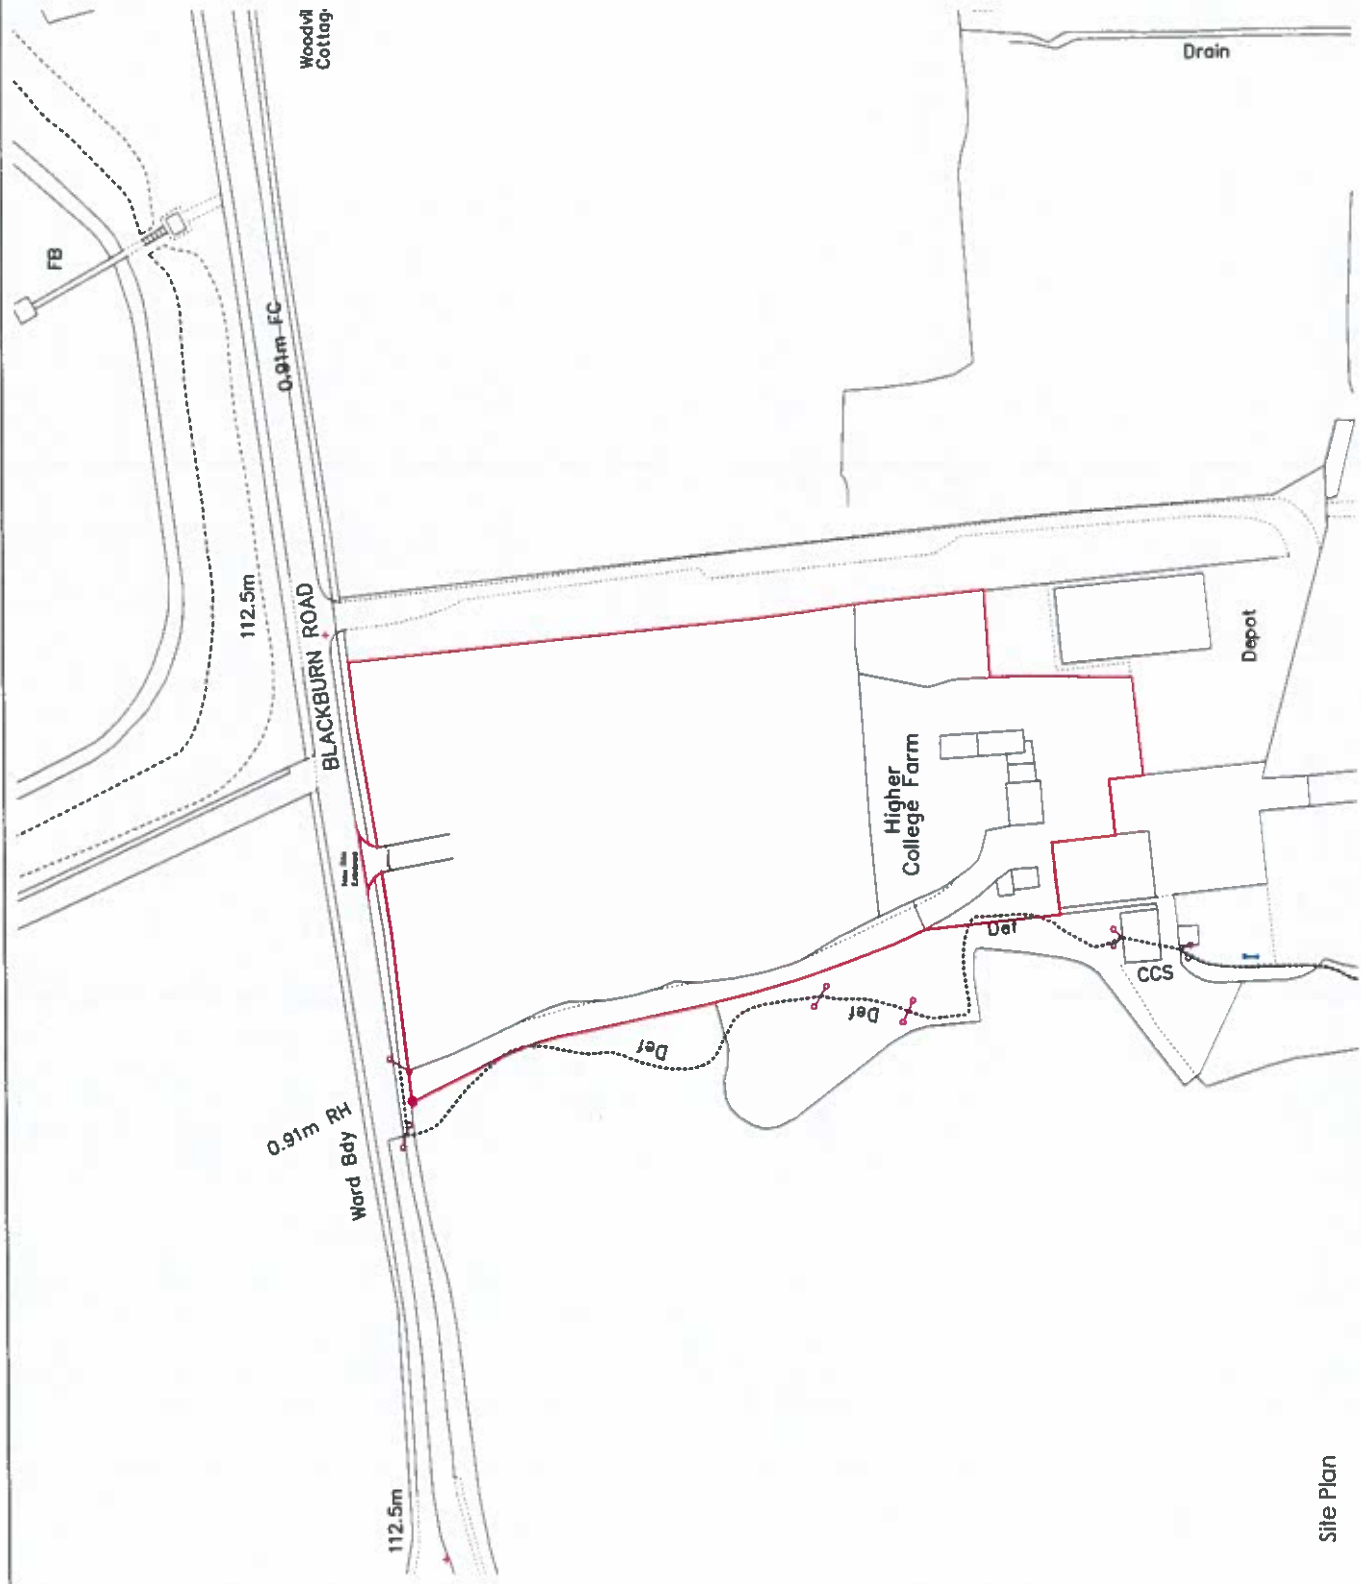 Woodvil
Cottag
Drain
FB
0.91m FC
112.5m
BLACKBURN ROAD
Depot
Higher
College Farm
Def
CCS
Def
Def
0.91m RH
Ward Bdy
112.5m
Site Plan